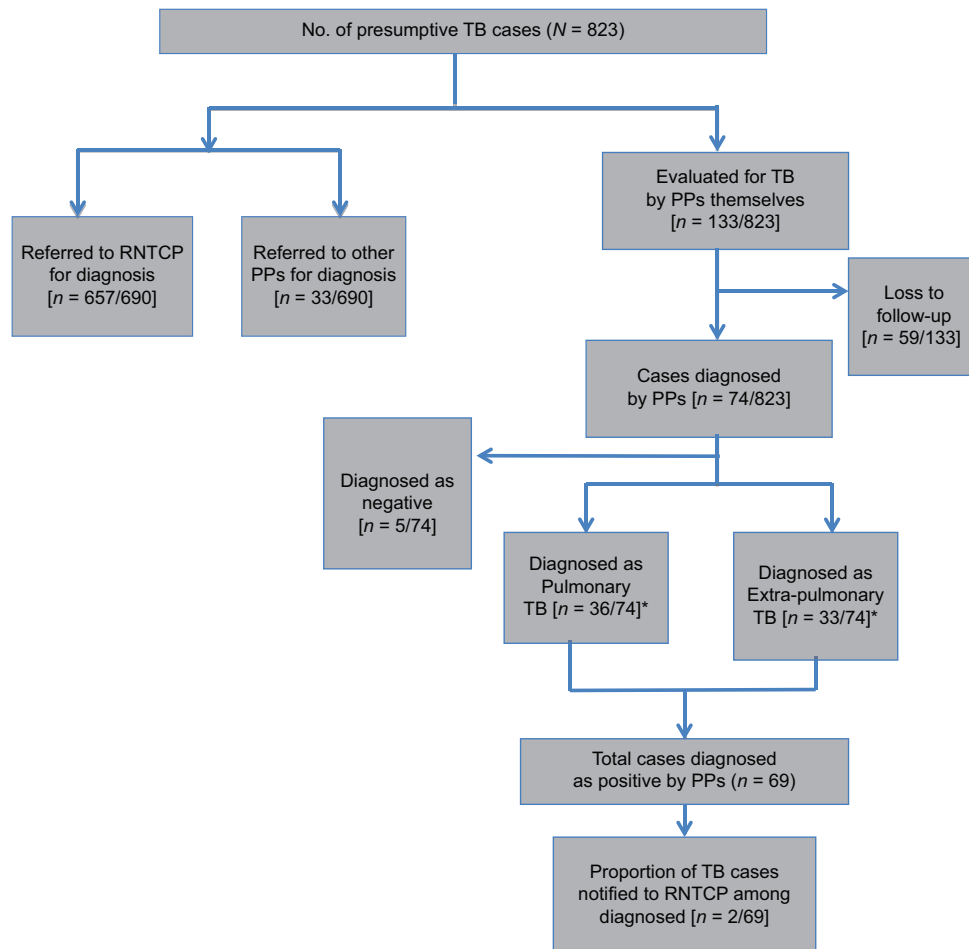 No. of presumptive TB cases (N = 823)
Evaluated for TB
by PPs themselves
[n = 133/823]
Referred to RNTCP
for diagnosis
[n = 657/690]
Referred to other
PPs for diagnosis
[n = 33/690]
Loss to
follow-up
[n = 59/133]
Cases diagnosed
by PPs [n = 74/823]
Diagnosed as
negative
[n = 5/74]
Diagnosed as
Pulmonary
TB [n = 36/74]*
Diagnosed as
Extra-pulmonary
TB [n = 33/74]*
Total cases diagnosed
as positive by PPs (n = 69)
Proportion of TB cases
notified to RNTCP among
diagnosed [n = 2/69]